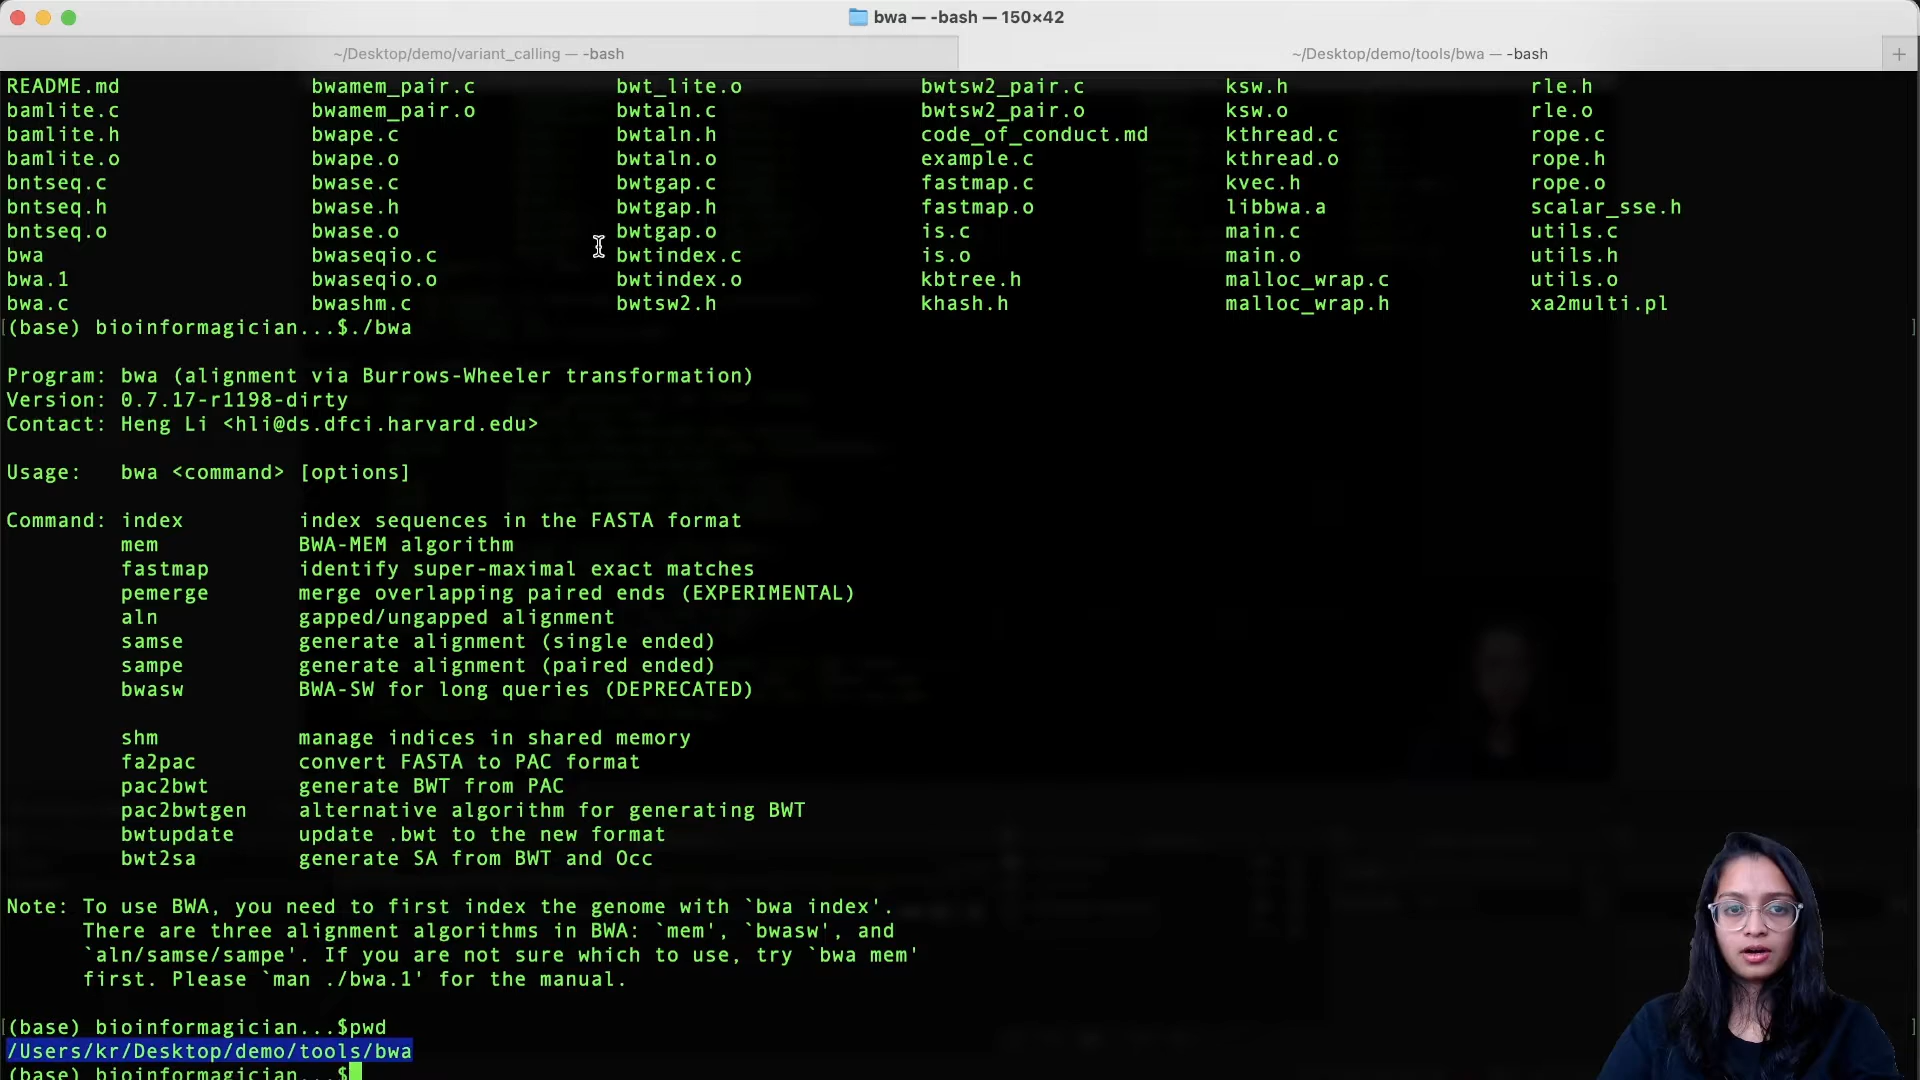 bwa — -bash — 150×42
~/Desktop/demo/variant_calling — -bash ~/Desktop/demo/tools/bwa — -bash +
README.md bwamem_pair.c bwt_lite.o bwtsw2_pair.c ksw.h rle.h
bamlite.c bwamem_pair.o bwtaln.c bwtsw2_pair.o ksw.o rle.o
bamlite.h bwape.c bwtaln.h code_of_conduct.md kthread.c rope.c
bamlite.o bwape.o bwtaln.o example.c kthread.o rope.h
bntseq.c bwase.c bwtgap.c fastmap.c kvec.h rope.o
bntseq.h bwase.h bwtgap.h fastmap.o libbwa.a scalar_sse.h
bntseq.o bwase.o bwtgap.o is.c main.c utils.c
bwa bwaseqio.c bwtindex.c is.o main.o utils.h
bwa.1 bwaseqio.o bwtindex.o kbtree.h malloc_wrap.c utils.o
bwa.c bwashm.c bwtsw2.h khash.h malloc_wrap.h xa2multi.pl
[(base) bioinformagician...$./bwa ]
Program: bwa (alignment via Burrows-Wheeler transformation)
Version: 0.7.17-r1198-dirty
Contact: Heng Li <hli@ds.dfci.harvard.edu>
Usage: bwa <command> [options]
Command: index index sequences in the FASTA format
mem BWA-MEM algorithm
fastmap identify super-maximal exact matches
pemerge merge overlapping paired ends (EXPERIMENTAL)
aln gapped/ungapped alignment
samse generate alignment (single ended)
sampe generate alignment (paired ended)
bwasw BWA-SW for long queries (DEPRECATED)
shm manage indices in shared memory
fa2pac convert FASTA to PAC format
pac2bwt generate BWT from PAC
pac2bwtgen alternative algorithm for generating BWT
bwtupdate update .bwt to the new format
bwt2sa generate SA from BWT and Occ
Note: To use BWA, you need to first index the genome with `bwa index'.
There are three alignment algorithms in BWA: `mem', `bwasw', and
`aln/samse/sampe'. If you are not sure which to use, try `bwa mem'
first. Please `man ./bwa.1' for the manual.
[(base) bioinformagician...$pwd ]
/Users/kr/Desktop/demo/tools/bwa
(base) bioinformagician...$